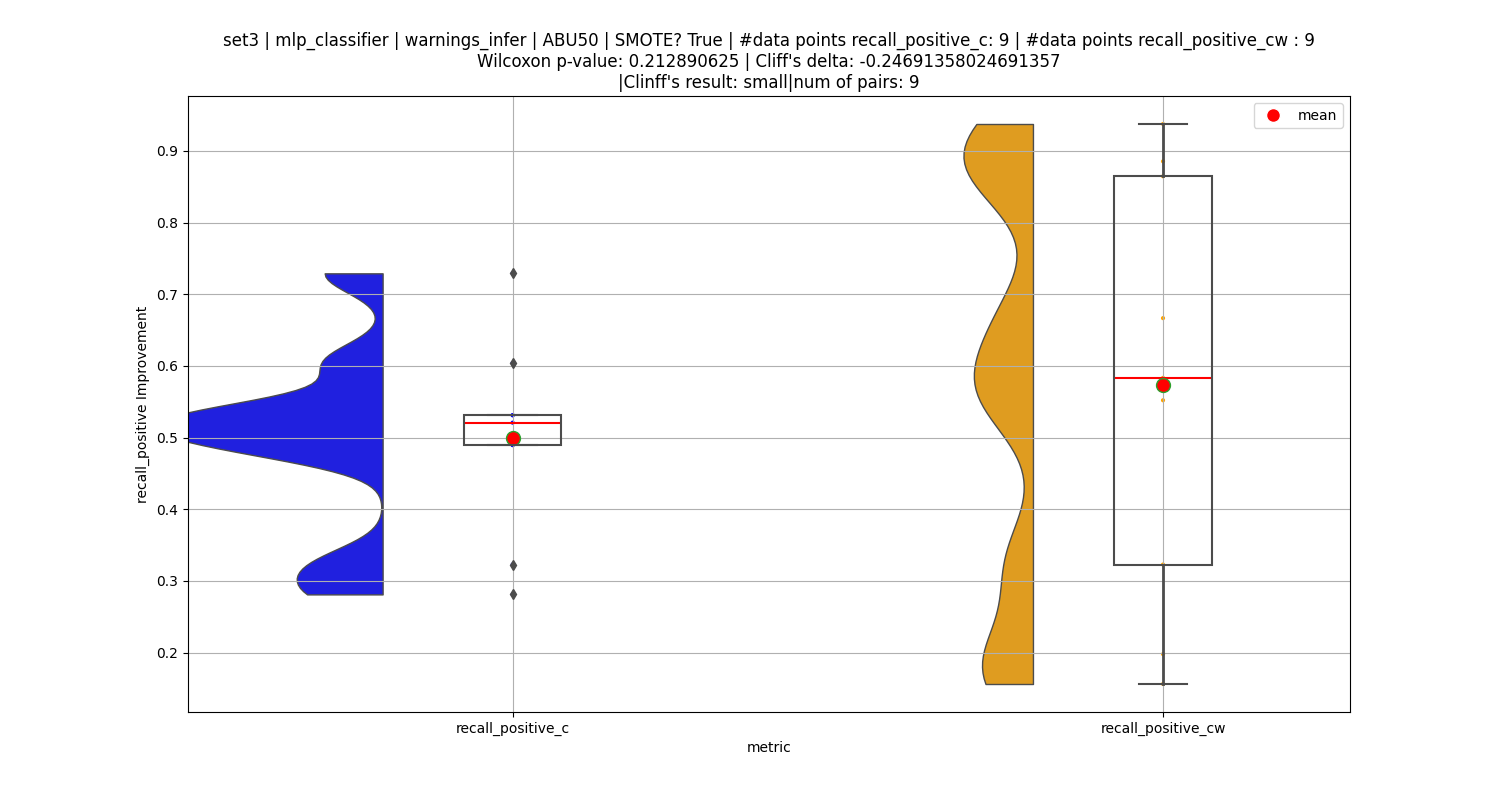 set3 | mlp_classifier | warnings_infer | ABU50 | SMOTE? True | #data points recall_positive_c: 9 | #data points recall_positive_cw : 9
Wilcoxon p-value: 0.212890625 | Cliff's delta: -0.24691358024691357
|Clinff's result: small|num of pairs: 9
mean
0.9
0.8
0.7
0.6
0.5
0.4
0.3
0.2
recall_positive Improvement
recall_positive_c
recall_positive_cw
metric